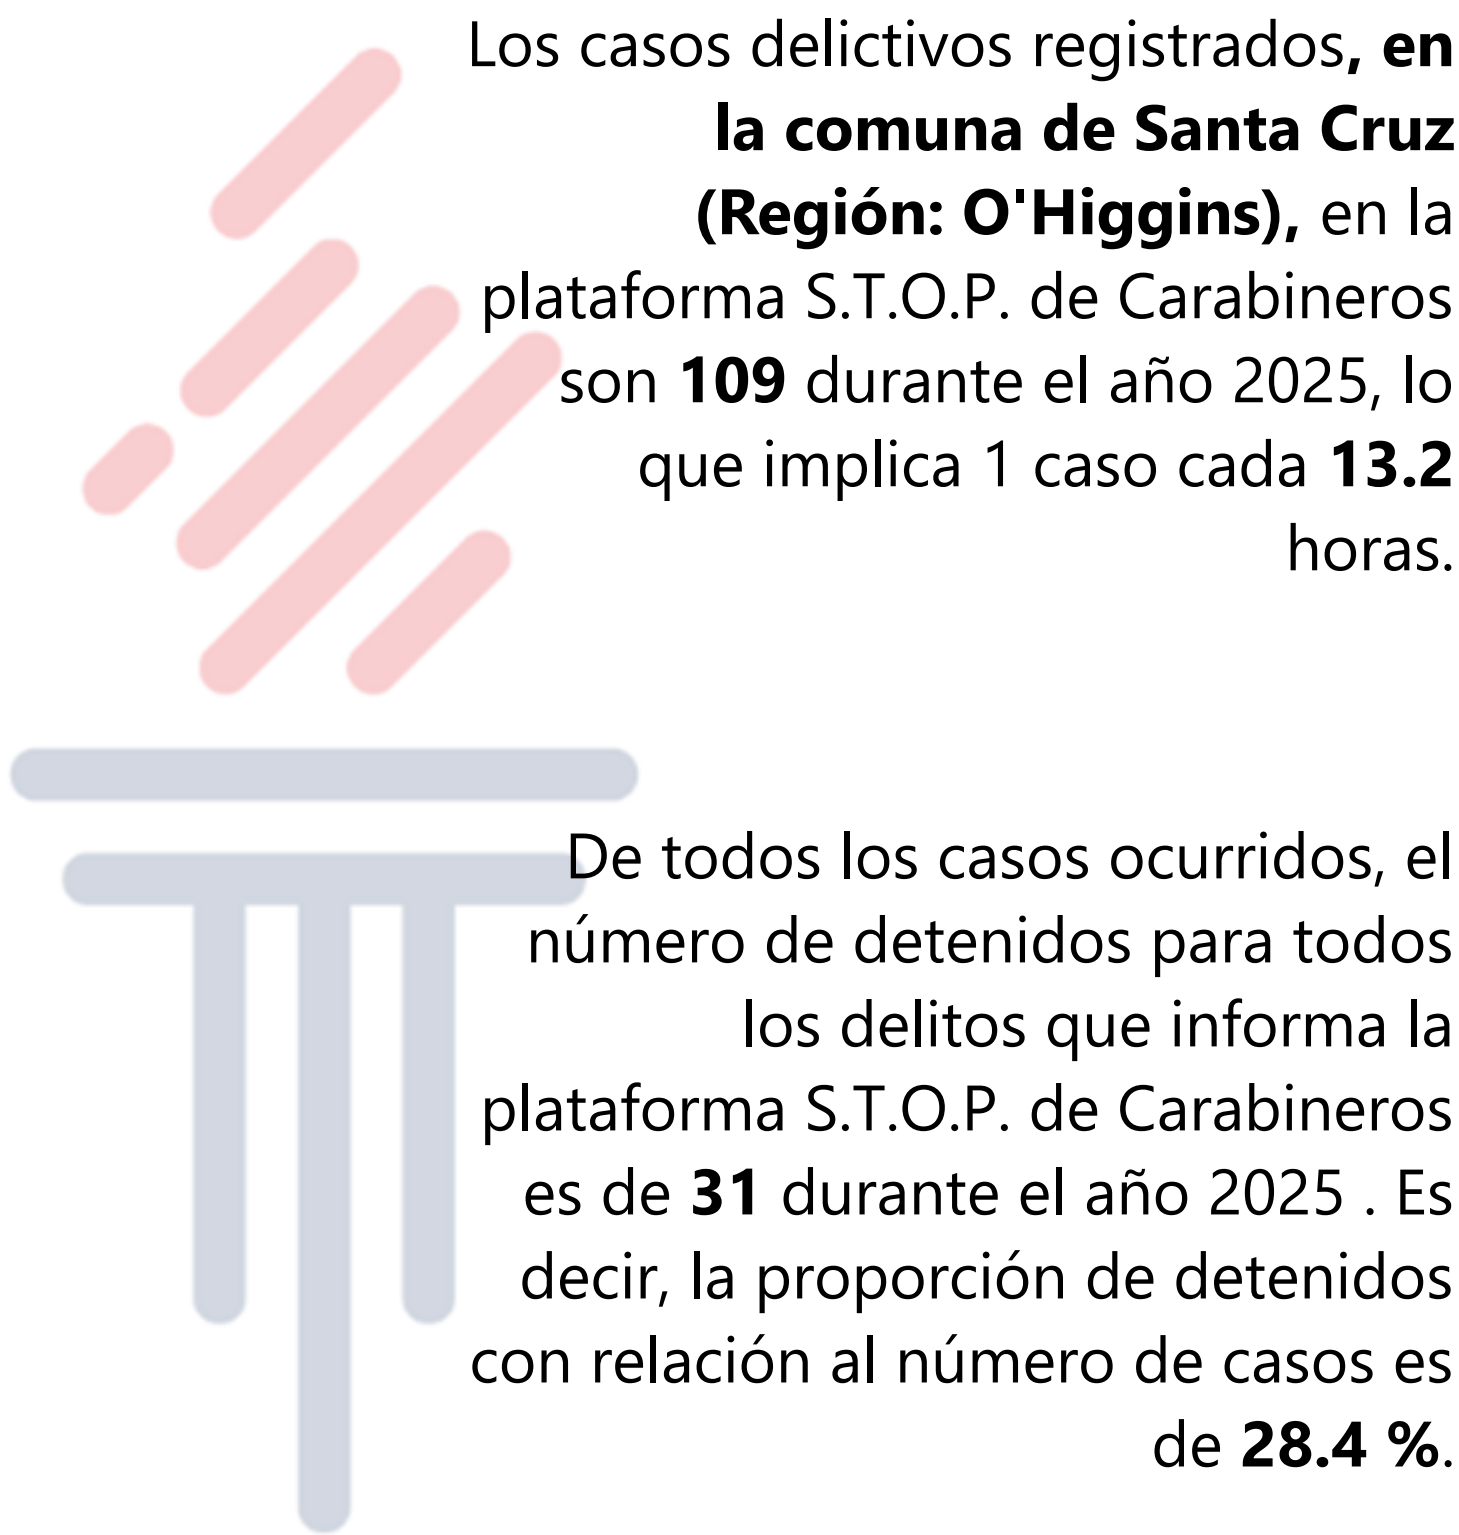 Los casos delictivos registrados, en
la comuna de Santa Cruz
(Región: O'Higgins), en la
plataforma S.T.O.P. de Carabineros
son 109 durante el año 2025, lo
que implica 1 caso cada 13.2
horas.
De todos los casos ocurridos, el
número de detenidos para todos
los delitos que informa la
plataforma S.T.O.P. de Carabineros
es de 31 durante el año 2025 . Es
decir, la proporción de detenidos
con relación al número de casos es
de 28.4 %.